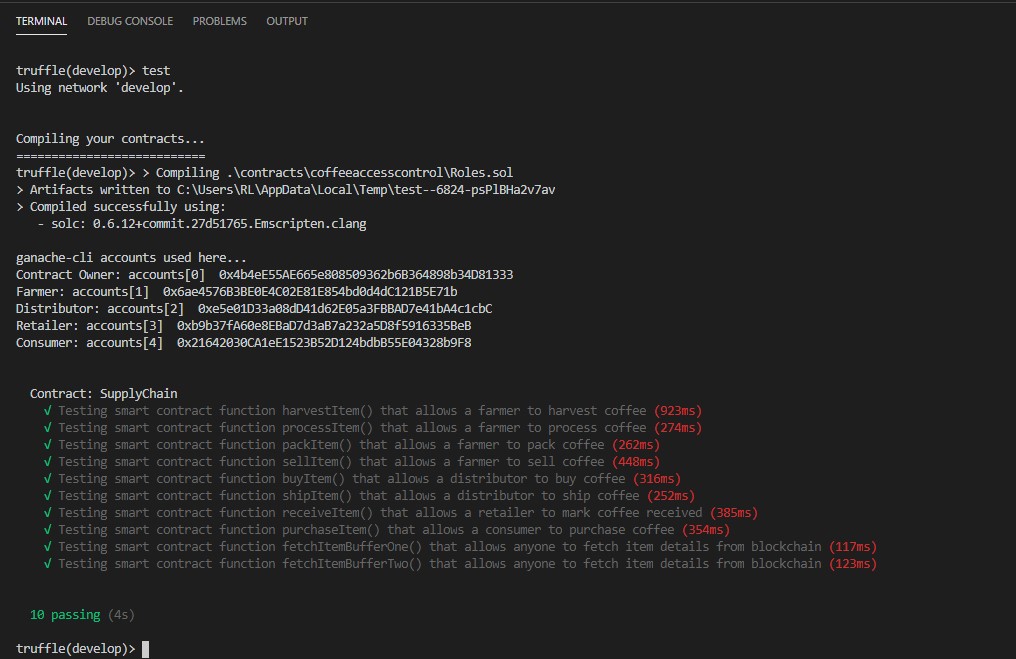 TERMINAL DEBUG CONSOLE PROBLEMS OUTPUT
truffle(develop)> test
Using network 'develop'.
Compiling your contracts...
===========================
truffle(develop)> > Compiling .\contracts\coffeeaccesscontrol\Roles.sol
> Artifacts written to C:\Users\RL\AppData\Local\Temp\test--6824-psPlBHa2v7av
> Compiled successfully using:
- solc: 0.6.12+commit.27d51765.Emscripten.clang
ganache-cli accounts used here...
Contract Owner: accounts[0] 0x4b4eE55AE665e808509362b6B364898b34D81333
Farmer: accounts[1] 0x6ae4576B3BE0E4C02E81E854bd0d4dC121B5E71b
Distributor: accounts[2] 0xe5e01D33a08dD41d62E05a3FBBAD7e41bA4c1cbC
Retailer: accounts[3] 0xb9b37fA60e8EBaD7d3aB7a232a5D8f5916335BeB
Consumer: accounts[4] 0x21642030CA1eE1523B52D124bdbB55E04328b9F8
Contract: SupplyChain
√ Testing smart contract function harvestItem() that allows a farmer to harvest coffee (923ms)
√ Testing smart contract function processItem() that allows a farmer to process coffee (274ms)
√ Testing smart contract function packItem() that allows a farmer to pack coffee (262ms)
√ Testing smart contract function sellItem() that allows a farmer to sell coffee (448ms)
√ Testing smart contract function buyItem() that allows a distributor to buy coffee (316ms)
√ Testing smart contract function shipItem() that allows a distributor to ship coffee (252ms)
√ Testing smart contract function receiveItem() that allows a retailer to mark coffee received (385ms)
√ Testing smart contract function purchaseItem() that allows a consumer to purchase coffee (354ms)
√ Testing smart contract function fetchItemBufferOne() that allows anyone to fetch item details from blockchain (117ms)
√ Testing smart contract function fetchItemBufferTwo() that allows anyone to fetch item details from blockchain (123ms)
10 passing (4s)
truffle(develop)>